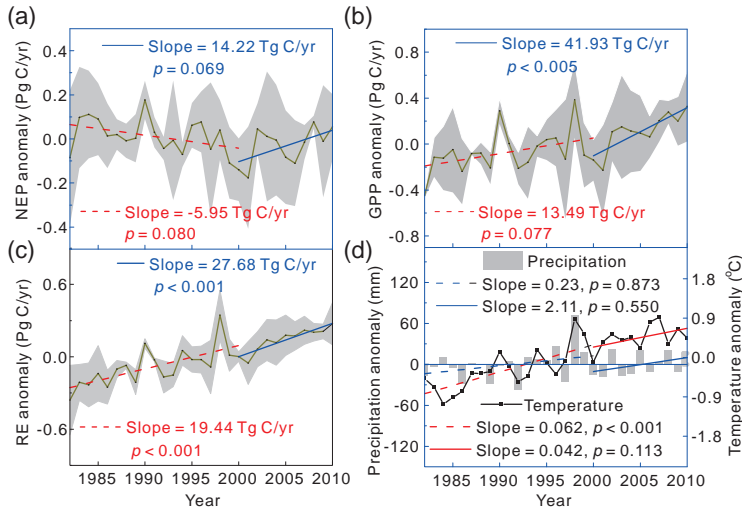 (a)
Slope = 14.22 Tg C/yr
p = 0.069
0.4
0.2
0.0
-0.2
-0.4
NEP anomaly (Pg C/yr)
Slope = -5.95 Tg C/yr
p = 0.080
(b)
Slope = 41.93 Tg C/yr
p < 0.005
0.8
0.4
0.0
-0.4
-0.8
GPP anomaly (Pg C/yr)
Slope = 13.49 Tg C/yr
p = 0.077
(c)
Slope = 27.68 Tg C/yr
p < 0.001
0.6
0.0
-0.6
RE anomaly (Pg C/yr)
Slope = 19.44 Tg C/yr
p < 0.001
1985 1990 1995 2000 2005 2010
Year
(d)
Precipitation
Slope = 0.23, p = 0.873
Slope = 2.11, p = 0.550
120
60
0
-60
-120
Precipitation anomaly (mm)
1.8
0.9
0.0
-0.9
-1.8
Temperature anomaly (°C)
Temperature
Slope = 0.062, p < 0.001
Slope = 0.042, p = 0.113
1985 1990 1995 2000 2005 2010
Year